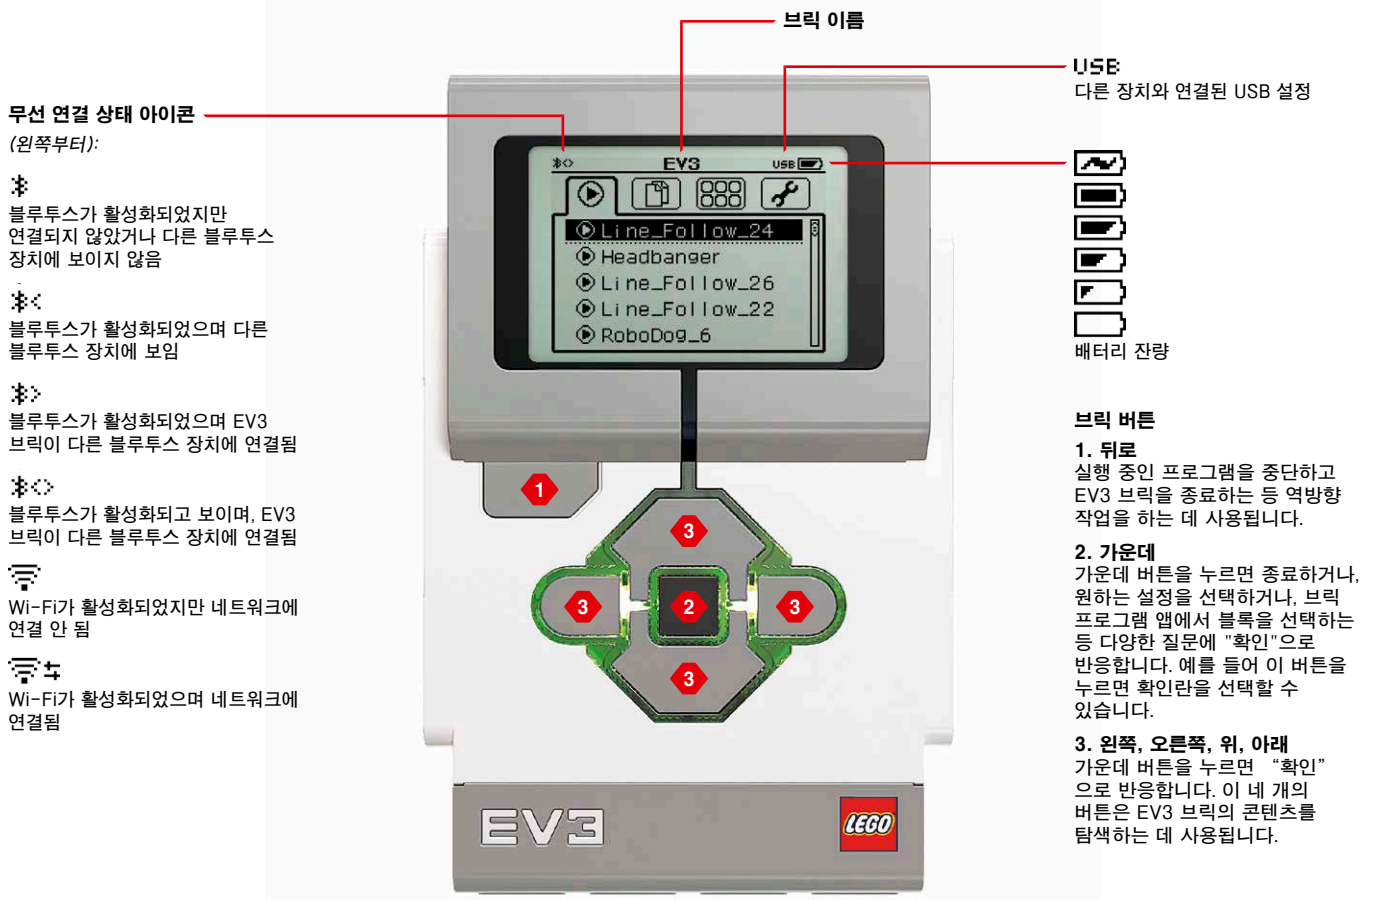 브릭 이름
무선 연결 상태 아이콘
(왼쪽부터):
블루투스가 활성화되었지만
연결되지 않았거나 다른 블루투스
장치에 보이지 않음
블루투스가 활성화되었으며 다른
블루투스 장치에 보임
블루투스가 활성화되었으며 EV3
브릭이 다른 블루투스 장치에 연결됨
블루투스가 활성화되고 보이며, EV3
브릭이 다른 블루투스 장치에 연결됨
Wi-Fi가 활성화되었지만 네트워크에
연결 안 됨
Wi-Fi가 활성화되었으며 네트워크에
연결됨
EV3
USB
Line_Follow_24
Headbanger
Line_Follow_26
Line_Follow_22
RoboDog_6
1
3
3
2
3
3
EV3
LEGO
USB
다른 장치와 연결된 USB 설정
배터리 잔량
브릭 버튼
1. 뒤로
실행 중인 프로그램을 중단하고
EV3 브릭을 종료하는 등 역방향
작업을 하는 데 사용됩니다.
2. 가운데
가운데 버튼을 누르면 종료하거나,
원하는 설정을 선택하거나, 브릭
프로그램 앱에서 블록을 선택하는
등 다양한 질문에 "확인"으로
반응합니다. 예를 들어 이 버튼을
누르면 확인란을 선택할 수
있습니다.
3. 왼쪽, 오른쪽, 위, 아래
가운데 버튼을 누르면 “확인”
으로 반응합니다. 이 네 개의
버튼은 EV3 브릭의 콘텐츠를
탐색하는 데 사용됩니다.